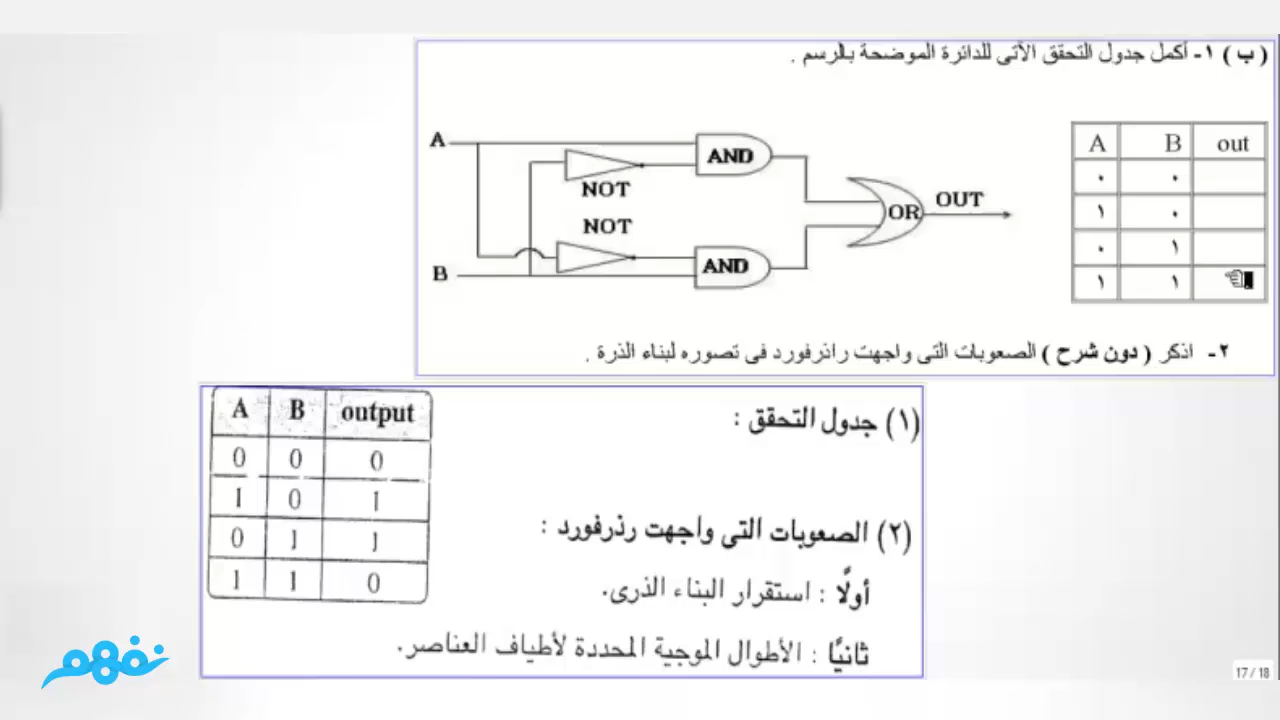 ( ب ) ١- أكمل جدول التحقق الآتى للدائرة الموضحة بالرسم .
A
AND
NOT
NOT
B
AND
OR
OUT
A B out
٠ ٠
١ ٠
٠ ١
١ ١
٢- اذكر ( دون شرح ) الصعوبات التى واجهت راذرفورد فى تصوره لبناء الذرة .
A B output
0 0 0
1 0 1
0 1 1
1 1 0
(١) جدول التحقق :
(٢) الصعوبات التى واجهت رذرفورد :
أولًا : استقرار البناء الذرى.
ثانيًا : الأطوال الموجية المحددة لأطياف العناصر.
نفهم
17 / 18